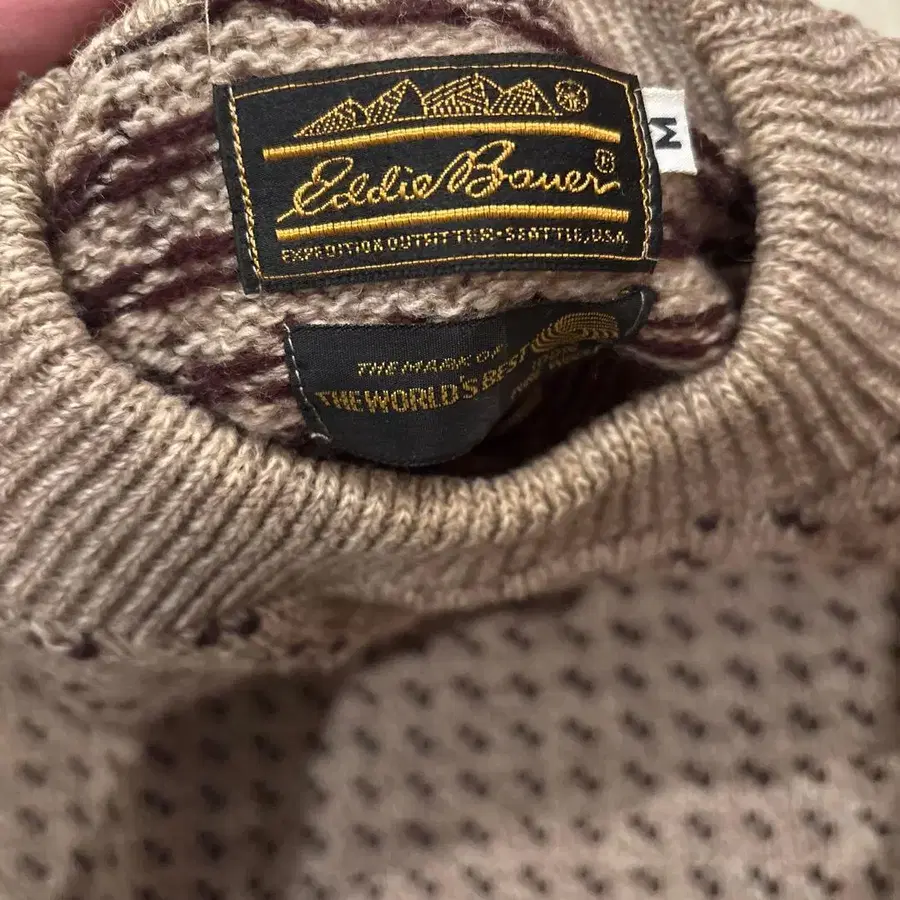 Eddie Bauer®
EXPEDITION OUTFITTER • SEATTLE, U.S.A.
M
THE MARK OF
THE WORLD'S BEST